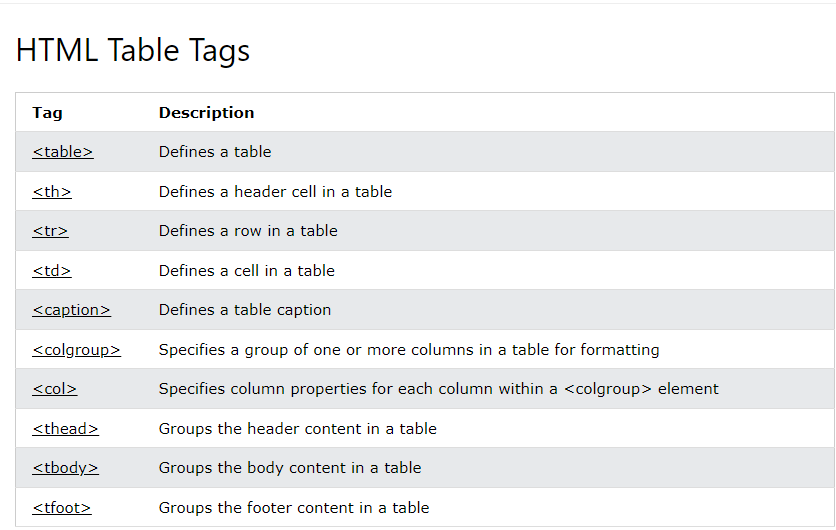 HTML Table Tags
Tag Description
<table> Defines a table
<th> Defines a header cell in a table
<tr> Defines a row in a table
<td> Defines a cell in a table
<caption> Defines a table caption
<colgroup> Specifies a group of one or more columns in a table for formatting
<col> Specifies column properties for each column within a <colgroup> element
<thead> Groups the header content in a table
<tbody> Groups the body content in a table
<tfoot> Groups the footer content in a table